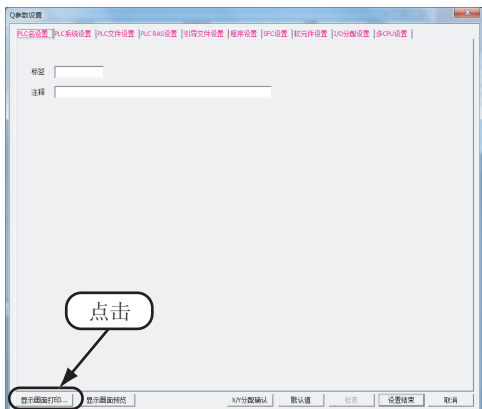 Q参数设置
PLC名设置 PLC系统设置 PLC文件设置 PLC RAS设置 引导文件设置 程序设置 SFC设置 软元件设置 I/O分配设置 多CPU设置
标签
注释
点击
显示画面打印... 显示画面预览 X/Y分配确认 默认值 检查 设置结束 取消